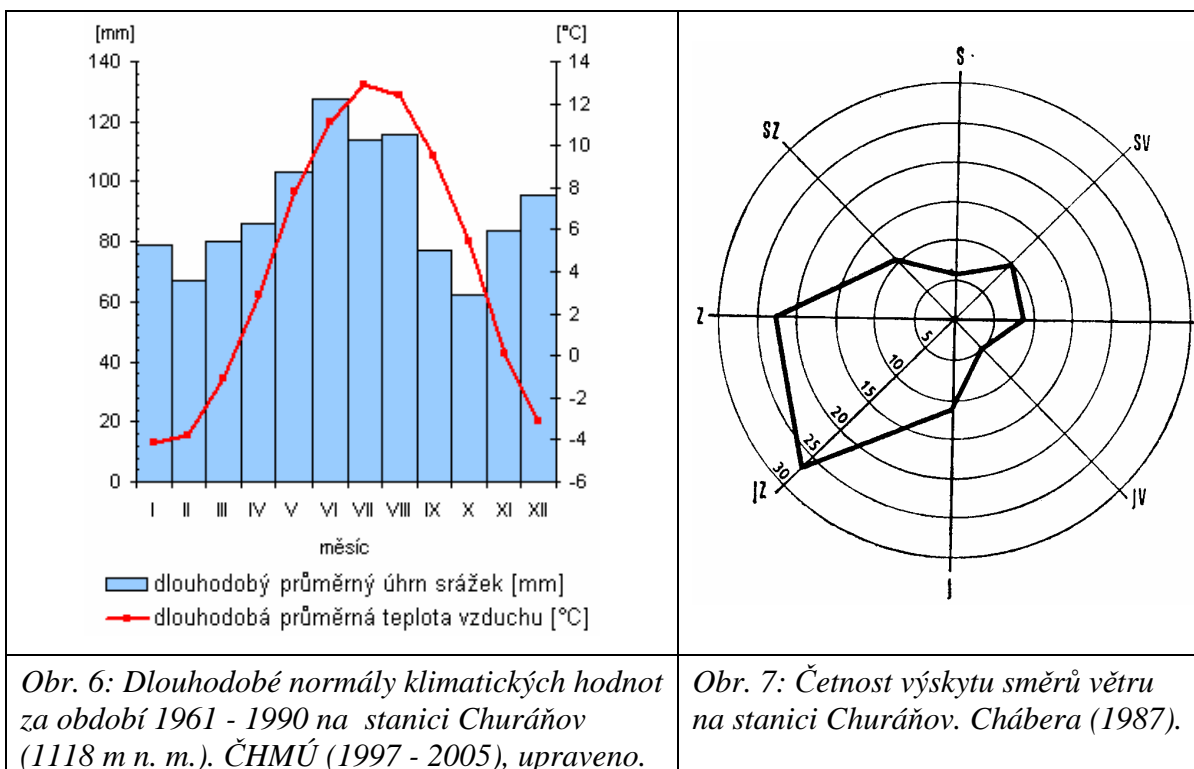 [mm]
[°C]
140
120
100
80
60
40
20
0
14
12
10
8
6
4
2
0
-2
-4
-6
I II III IV V VI VII VIII IX X XI XII
měsíc
dlouhodobý průměrný úhrn srážek [mm]
dlouhodobá průměrná teplota vzduchu [°C]
S
SV
JV
J
JZ
Z
SZ
5
10
15
20
25
30
Obr. 6: Dlouhodobé normály klimatických hodnot
za období 1961 - 1990 na stanici Churáňov
(1118 m n. m.). ČHMÚ (1997 - 2005), upraveno.
Obr. 7: Četnost výskytu směrů větru
na stanici Churáňov. Chábera (1987).